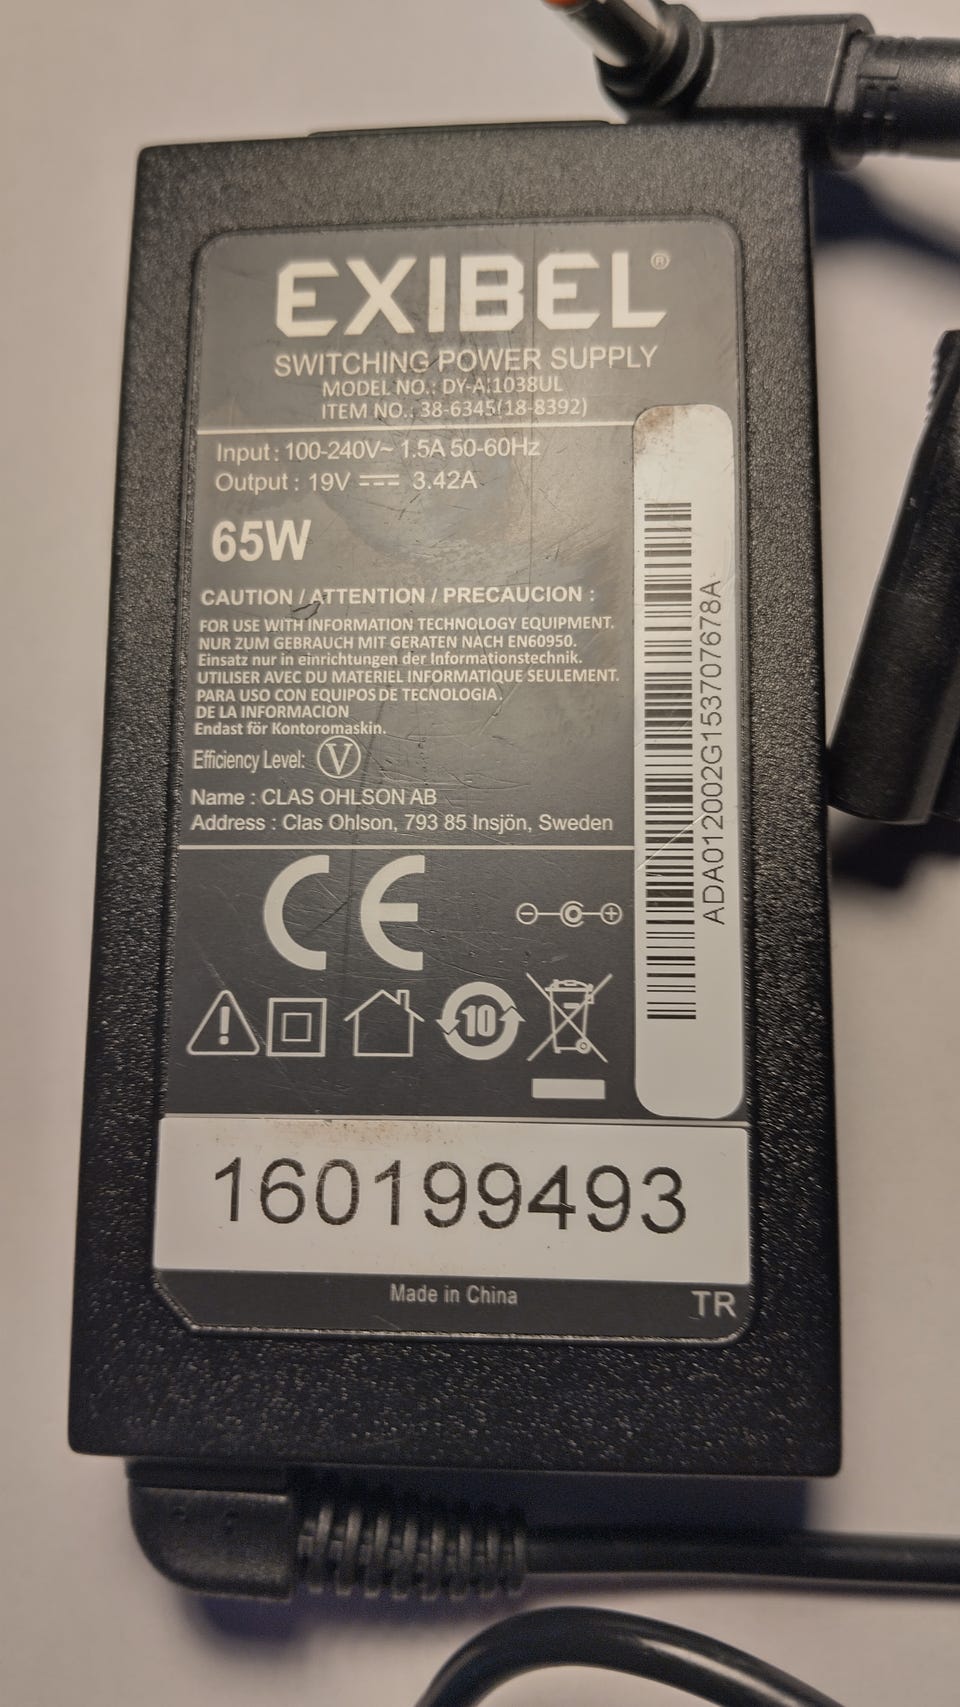 EXIBEL®
SWITCHING POWER SUPPLY
MODEL NO.: DY-AI1038UL
ITEM NO.: 38-6345(18-8392)
Input : 100-240V~ 1.5A 50-60Hz
Output : 19V ⎓ 3.42A
65W
CAUTION / ATTENTION / PRECAUCION :
FOR USE WITH INFORMATION TECHNOLOGY EQUIPMENT.
NUR ZUM GEBRAUCH MIT GERATEN NACH EN60950.
Einsatz nur in einrichtungen der Informationstechnik.
UTILISER AVEC DU MATERIEL INFORMATIQUE SEULEMENT.
PARA USO CON EQUIPOS DE TECNOLOGIA.
DE LA INFORMACION
Endast för Kontoromaskin.
Efficiency Level: V
Name : CLAS OHLSON AB
Address : Clas Ohlson, 793 85 Insjön, Sweden
ADA012002G153707678A
CE
10
160199493
Made in China
TR